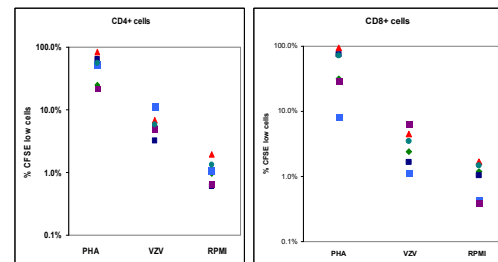 CD4+ cells
% CFSE low cells
100.0%
10.0%
1.0%
0.1%
PHA VZV RPMI
CD8+ cells
% CFSE low cells
100.0%
10.0%
1.0%
0.1%
PHA VZV RPMI